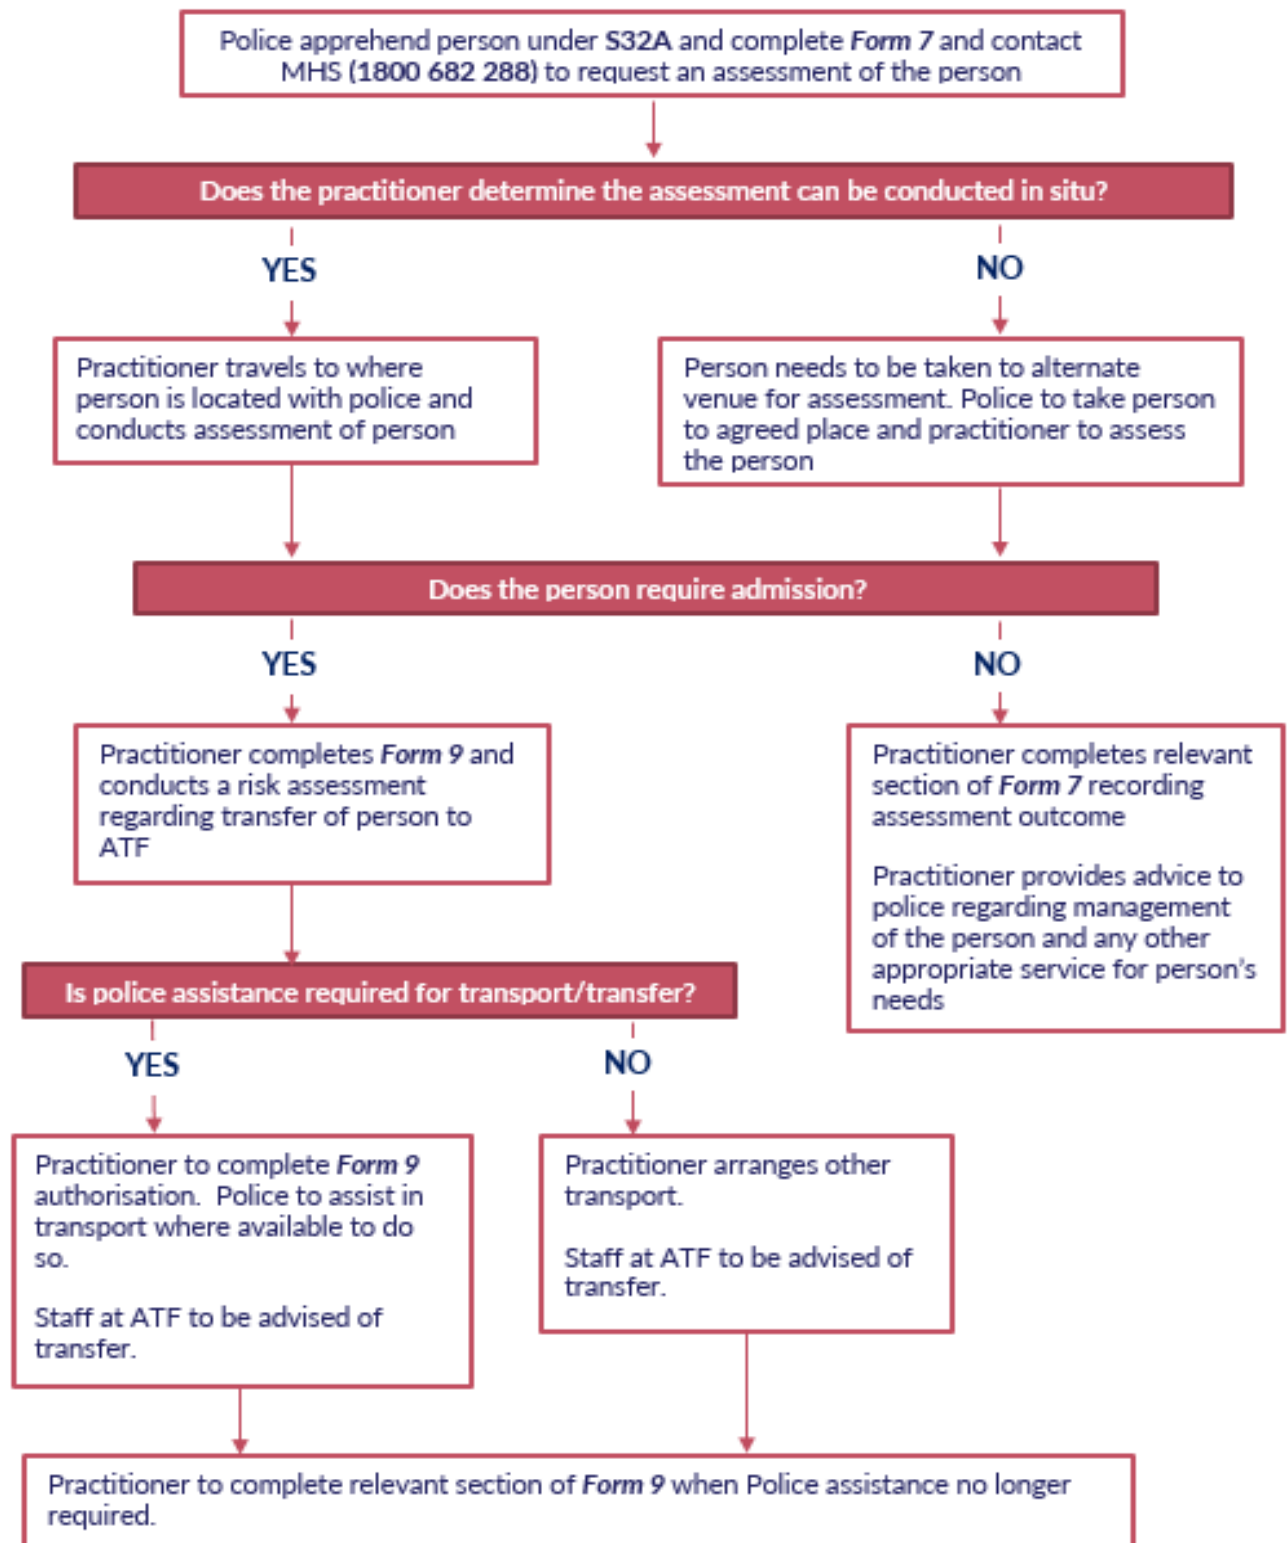 Police apprehend person under S32A and complete Form 7 and contact
MHS (1800 682 288) to request an assessment of the person
Does the practitioner determine the assessment can be conducted in situ?
YES
NO
Practitioner travels to where
person is located with police and
conducts assessment of person
Person needs to be taken to alternate
venue for assessment. Police to take person
to agreed place and practitioner to assess
the person
Does the person require admission?
YES
NO
Practitioner completes Form 9 and
conducts a risk assessment
regarding transfer of person to
ATF
Practitioner completes relevant
section of Form 7 recording
assessment outcome
Practitioner provides advice to
police regarding management
of the person and any other
appropriate service for person's
needs
Is police assistance required for transport/transfer?
YES
NO
Practitioner to complete Form 9
authorisation.  Police to assist in
transport where available to do
so.
Staff at ATF to be advised of
transfer.
Practitioner arranges other
transport.
Staff at ATF to be advised of
transfer.
Practitioner to complete relevant section of Form 9 when Police assistance no longer
required.